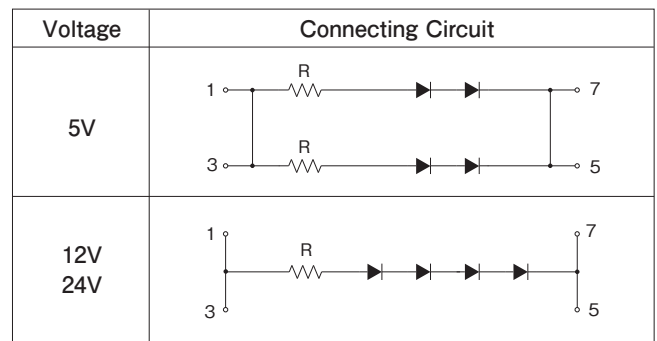 Voltage Connecting Circuit
R
1 7
5V
R
3 5
1 7
R
12V
24V
3 5